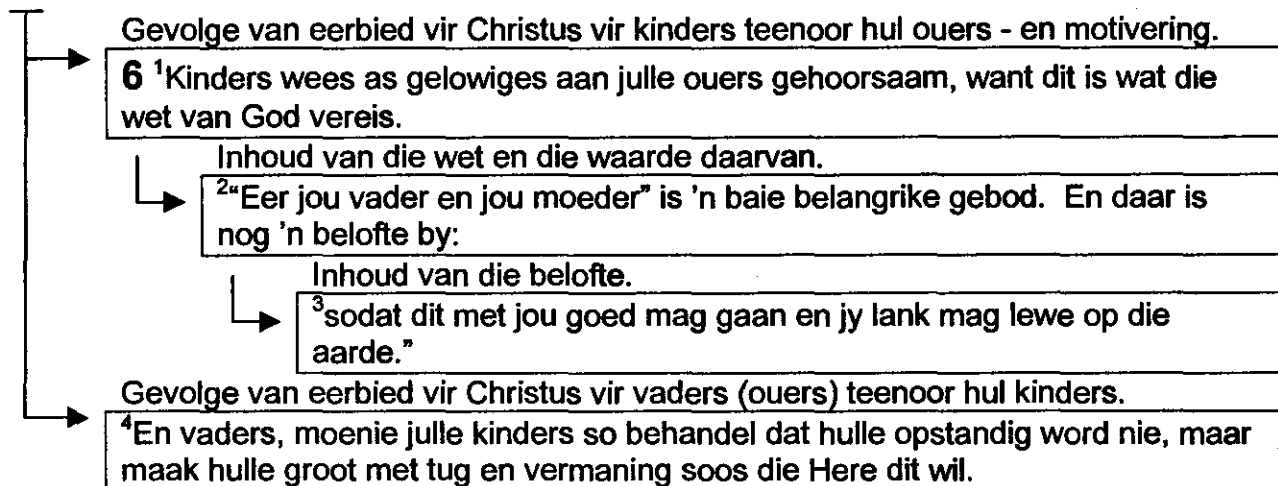 Gevolge van eerbied vir Christus vir kinders teenoor hul ouers - en motivering.
6 ¹Kinders wees as gelowiges aan julle ouers gehoorsaam, want dit is wat die
wet van God vereis.
Inhoud van die wet en die waarde daarvan.
²“Eer jou vader en jou moeder” is 'n baie belangrike gebod.  En daar is
nog 'n belofte by:
Inhoud van die belofte.
³sodat dit met jou goed mag gaan en jy lank mag lewe op die
aarde.”
Gevolge van eerbied vir Christus vir vaders (ouers) teenoor hul kinders.
⁴En vaders, moenie julle kinders so behandel dat hulle opstandig word nie, maar
maak hulle groot met tug en vermaning soos die Here dit wil.